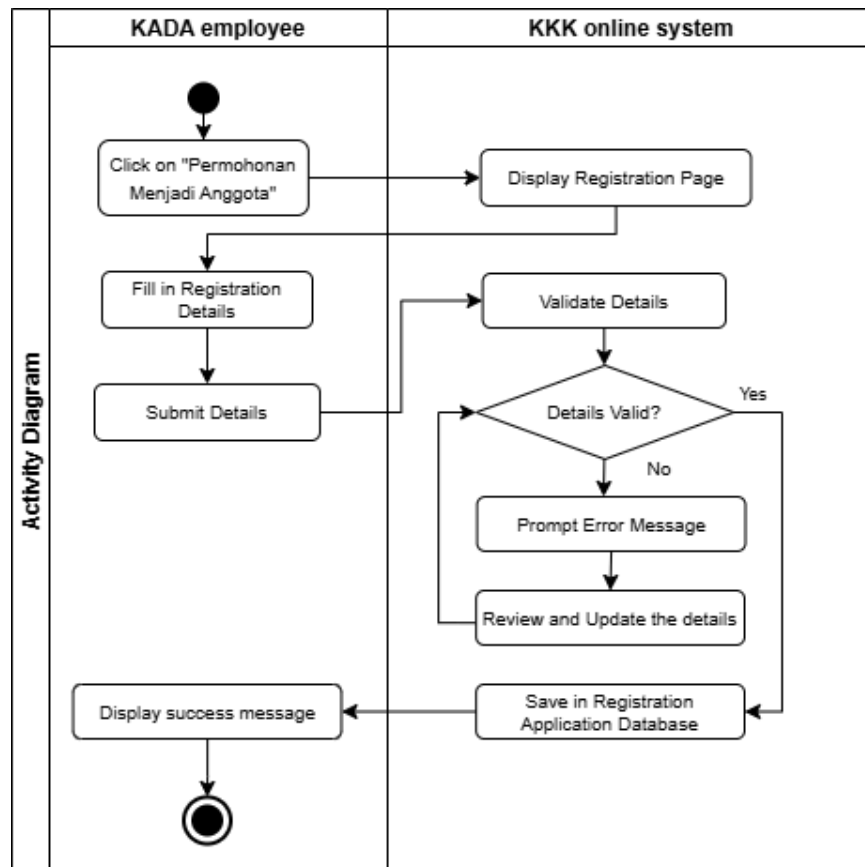 KADA employee
KKK online system
Activity Diagram
Click on "Permohonan
Menjadi Anggota"
Display Registration Page
Fill in Registration
Details
Validate Details
Submit Details
Details Valid?
Yes
No
Prompt Error Message
Review and Update the details
Display success message
Save in Registration
Application Database